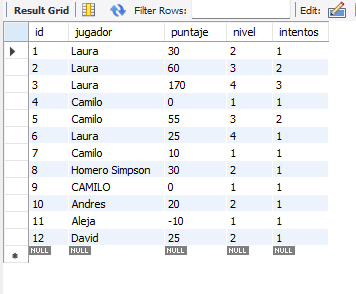 Result Grid Filter Rows: Edit:
id jugador puntaje nivel intentos
1 Laura 30 2 1
2 Laura 60 3 2
3 Laura 170 4 3
4 Camilo 0 1 1
5 Camilo 55 3 2
6 Laura 25 4 1
7 Camilo 10 1 1
8 Homero Simpson 30 2 1
9 CAMILO 0 1 1
10 Andres 20 2 1
11 Aleja -10 1 1
12 David 25 2 1
NULL NULL NULL NULL NULL